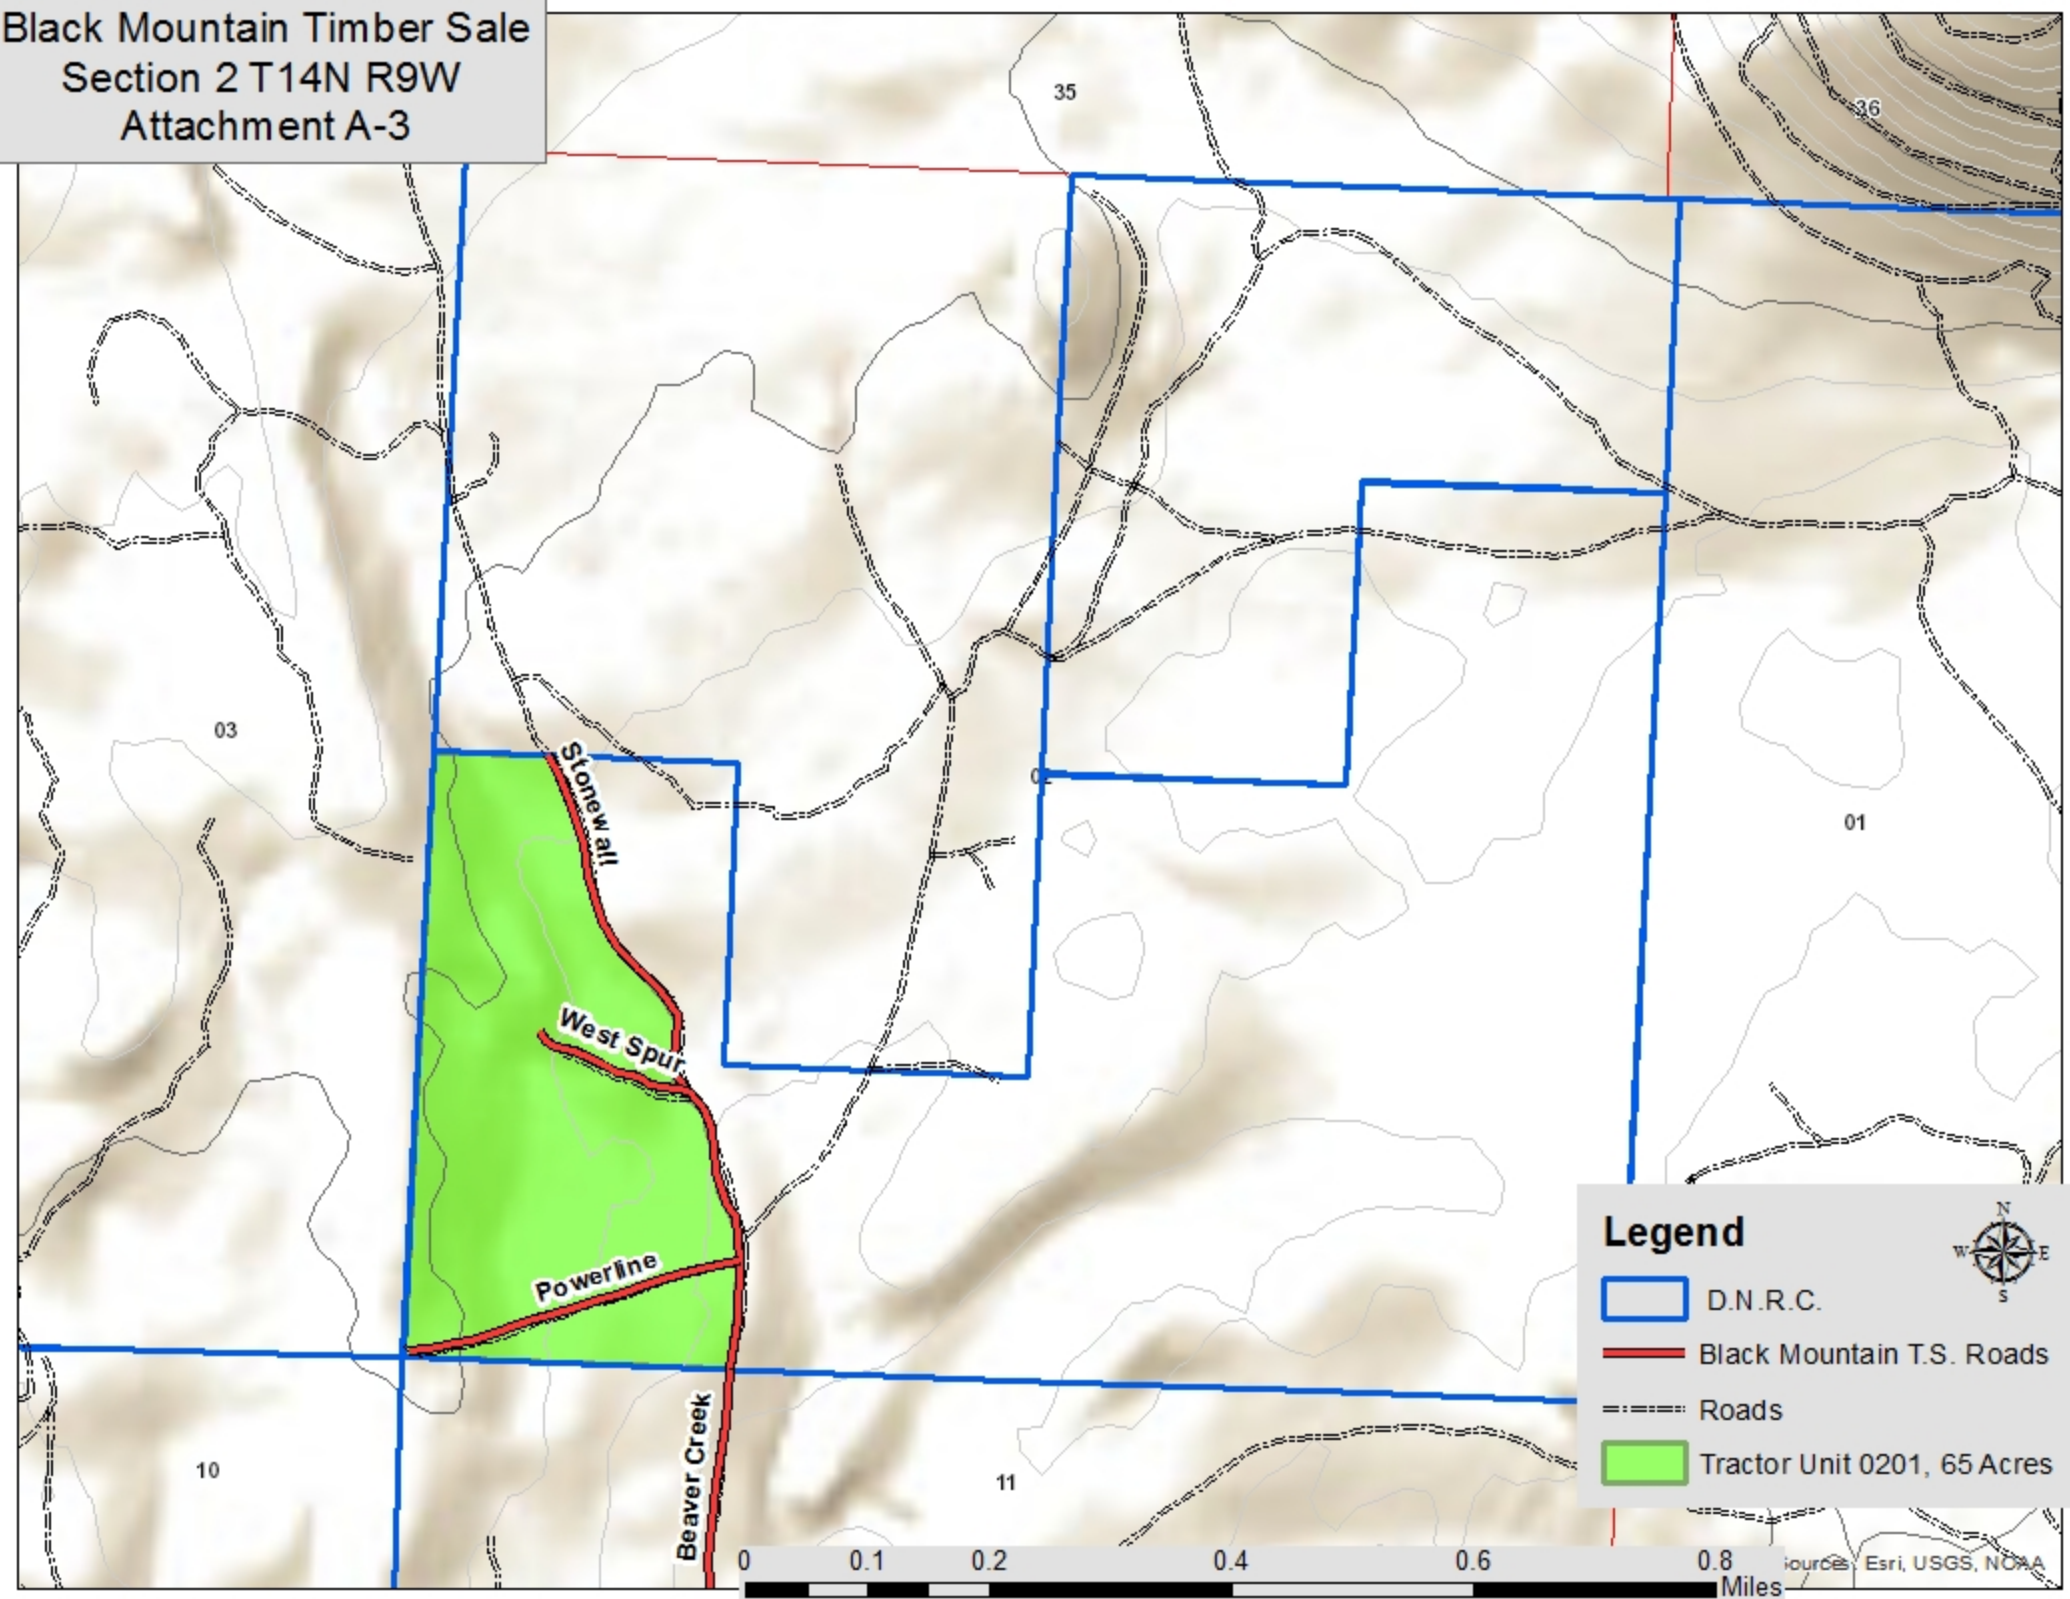 Black Mountain Timber Sale
Section 2 T14N R9W
Attachment A-3
35
36
03
Stonewall
01
West Spur
Powerline
Beaver Creek
10
11
Legend
N
W E
S
D.N.R.C.
Black Mountain T.S. Roads
Roads
Tractor Unit 0201, 65 Acres
0 0.1 0.2 0.4 0.6 0.8
Miles
Sources: Esri, USGS, NOAA